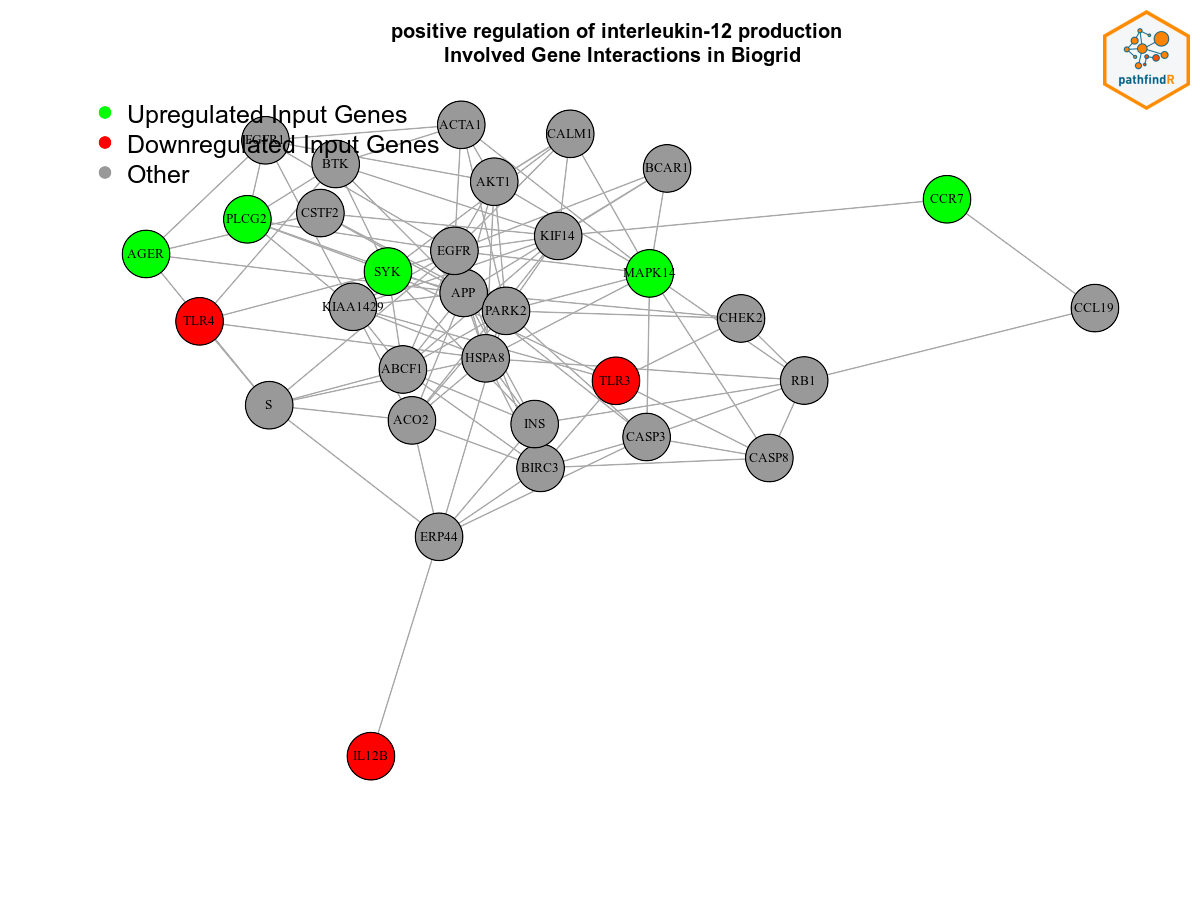 positive regulation of interleukin-12 production
Involved Gene Interactions in Biogrid
pathfindR
Upregulated Input Genes
Downregulated Input Genes
Other
ACTA1
CALM1
FGFR1
BTK
BCAR1
AKT1
CCR7
CSTF2
PLCG2
KIF14
EGFR
AGER
SYK
MAPK14
APP
KIAA1429
PARK2
CCL19
CHEK2
TLR4
HSPA8
ABCF1
TLR3
RB1
S
ACO2
INS
CASP3
CASP8
BIRC3
ERP44
IL12B